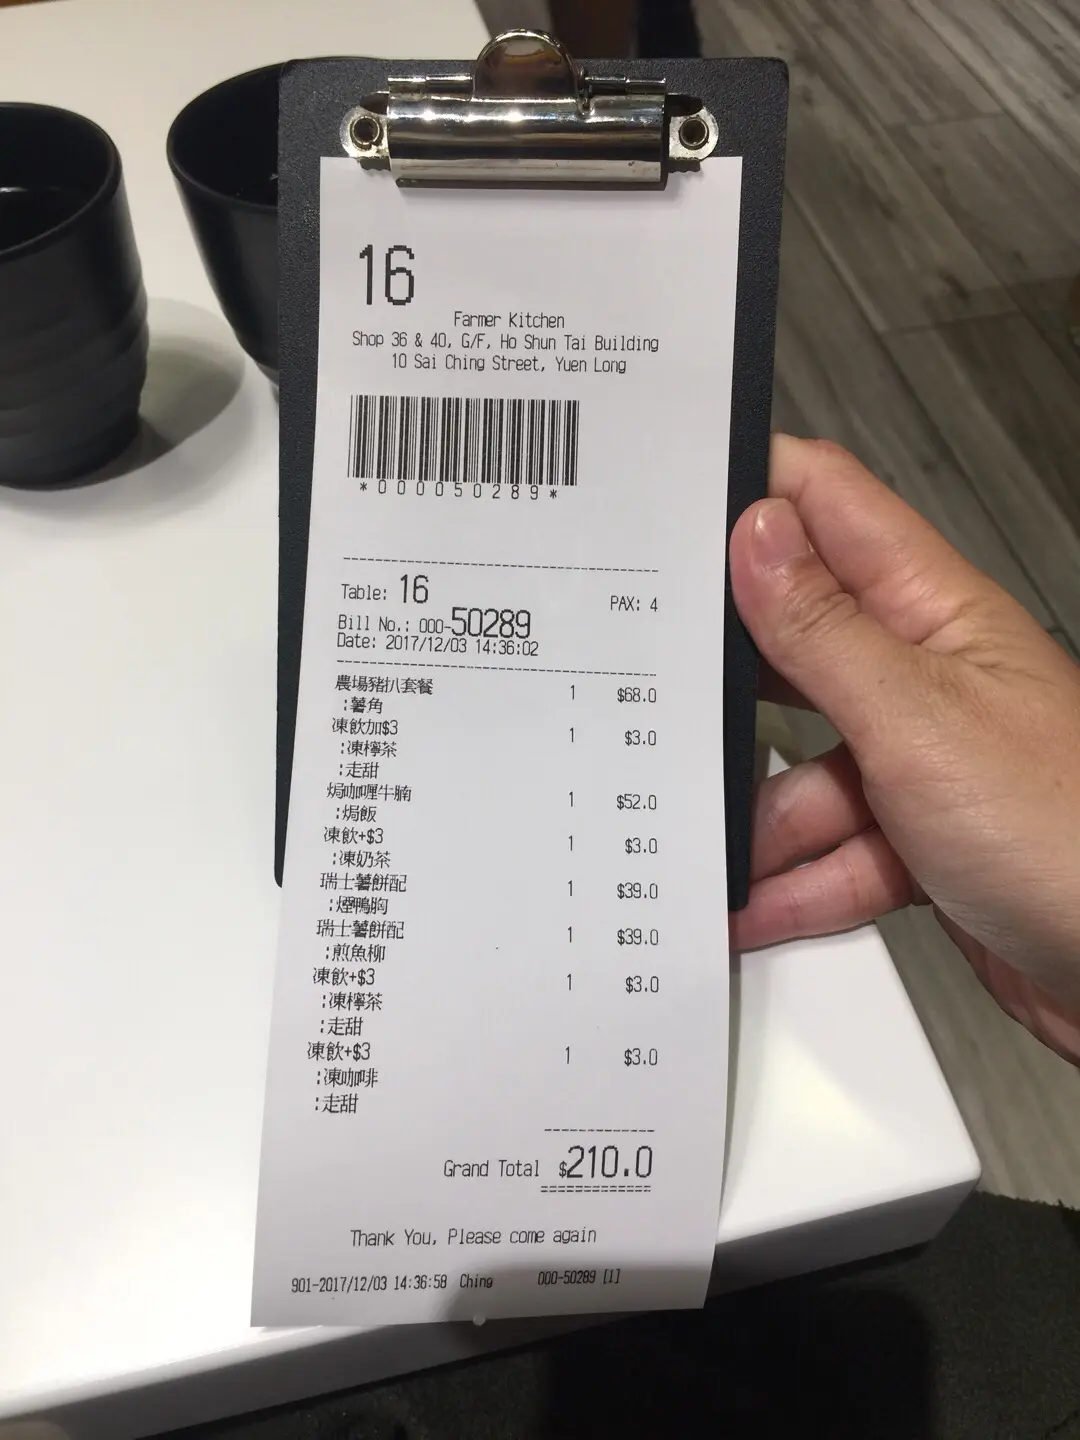 16
Farmer Kitchen
Shop 36 & 40, G/F, Ho Shun Tai Building
10 Sai Ching Street, Yuen Long
*000050289*
Table: 16 PAX: 4
Bill No.: 000-50289
Date: 2017/12/03 14:36:02
農場豬扒套餐 1 $68.0
:薯角
凍飲加$3 1 $3.0
:凍檸茶
:走甜
焗咖喱牛腩 1 $52.0
:焗飯
凍飲+$3 1 $3.0
:凍奶茶
瑞士薯餅配 1 $39.0
:煙鴨胸
瑞士薯餅配 1 $39.0
:煎魚柳
凍飲+$3 1 $3.0
:凍檸茶
:走甜
凍飲+$3 1 $3.0
:凍咖啡
:走甜
Grand Total $210.0
Thank You, Please come again
901-2017/12/03 14:36:58 Ching 000-50289 [1]